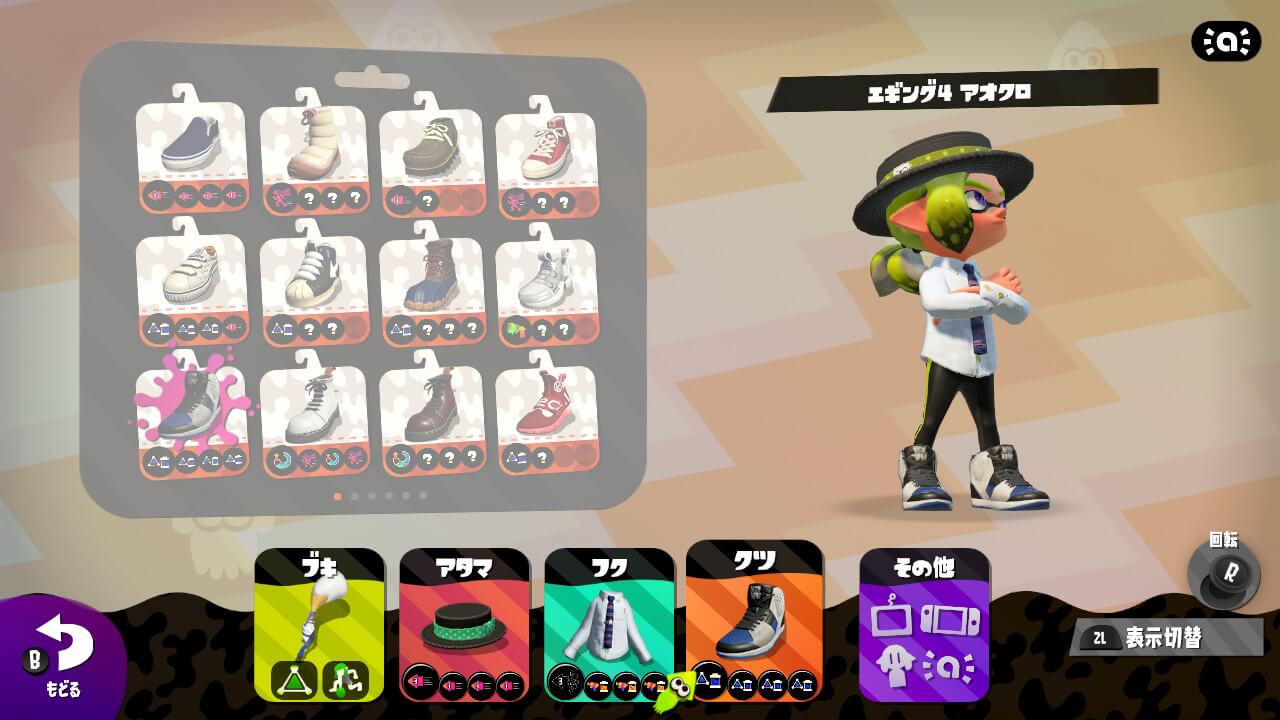 エギング4 アオクロ
? ? ?
?
? ?
? ?
? ? ?
? ?
? ? ?
?
回転
R
ブキ
アタマ
フク
クツ
その他
B
もどる
ZL 表示切替